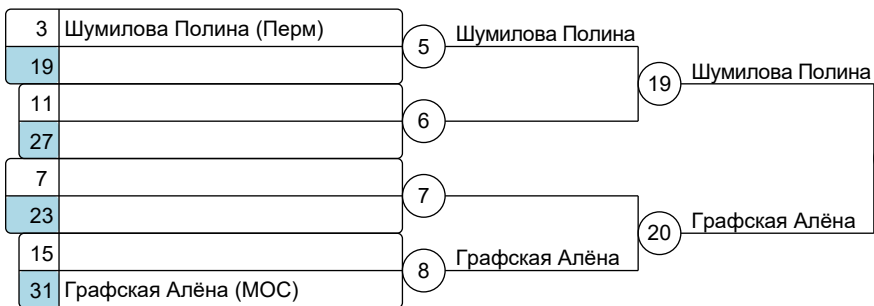 3 Шумилова Полина (Перм)
19
11
27
7
23
15
31 Графская Алёна (МОС)
5 Шумилова Полина
6
7
8 Графская Алёна
19 Шумилова Полина
20 Графская Алёна